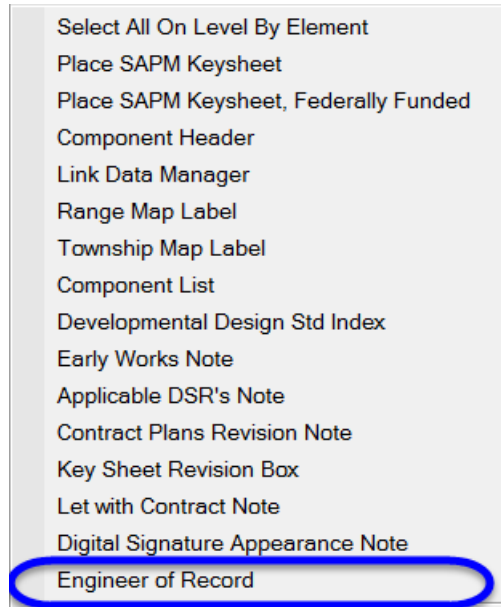 Select All On Level By Element
Place SAPM Keysheet
Place SAPM Keysheet, Federally Funded
Component Header
Link Data Manager
Range Map Label
Township Map Label
Component List
Developmental Design Std Index
Early Works Note
Applicable DSR's Note
Contract Plans Revision Note
Key Sheet Revision Box
Let with Contract Note
Digital Signature Appearance Note
Engineer of Record